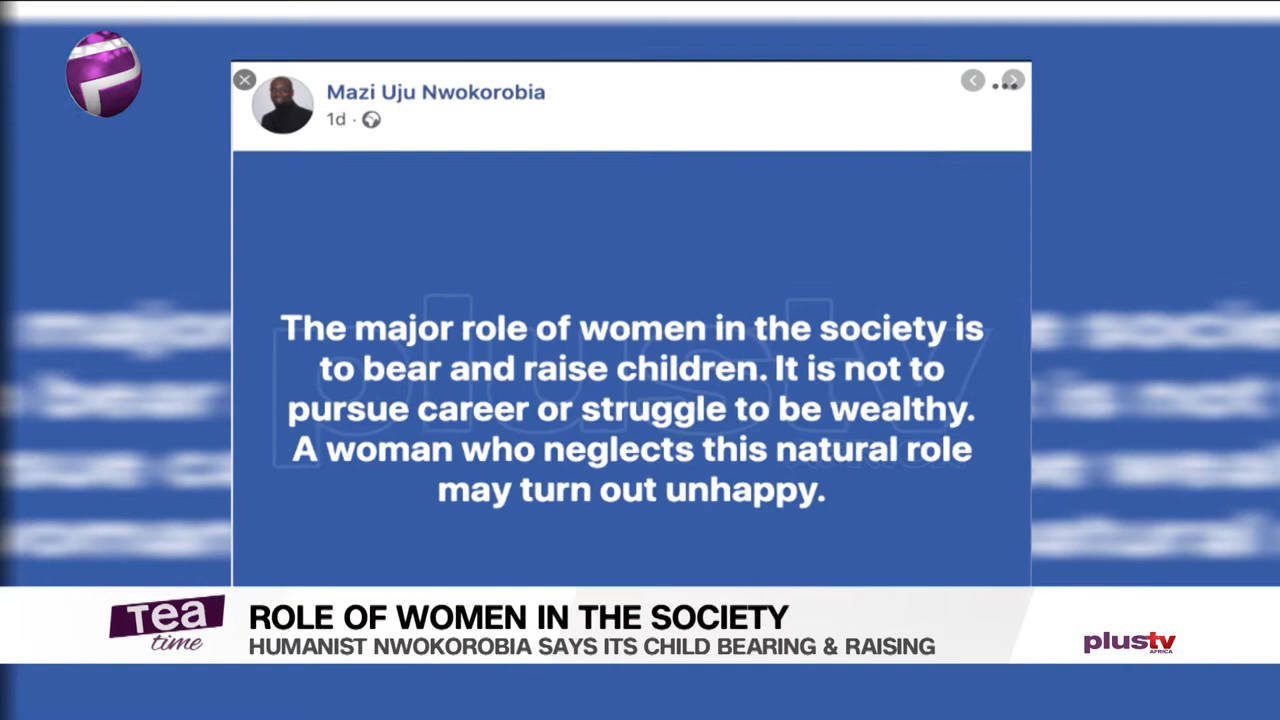 Mazi Uju Nwokorobia
1d ·
The major role of women in the society is
to bear and raise children. It is not to
pursue career or struggle to be wealthy.
A woman who neglects this natural role
may turn out unhappy.
plustv
Tea
time
ROLE OF WOMEN IN THE SOCIETY
HUMANIST NWOKOROBIA SAYS ITS CHILD BEARING & RAISING
plustv
AFRICA